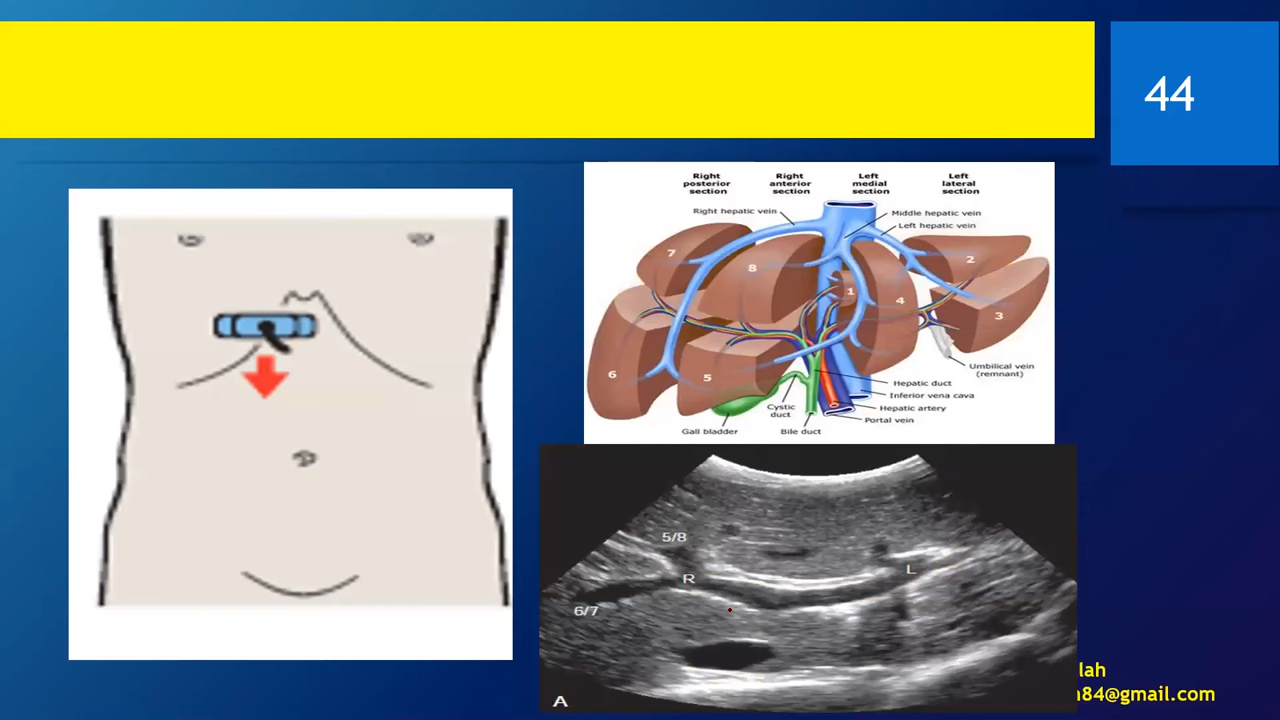 44
Right
posterior
section
Right
anterior
section
Left
medial
section
Left
lateral
section
Right hepatic vein
Middle hepatic vein
Left hepatic vein
7
8
2
1
4
3
6
5
Umbilical vein
(remnant)
Hepatic duct
Inferior vena cava
Hepatic artery
Portal vein
Cystic
duct
Gall bladder
Bile duct
5/8
R
L
6/7
A
lah
84@gmail.com